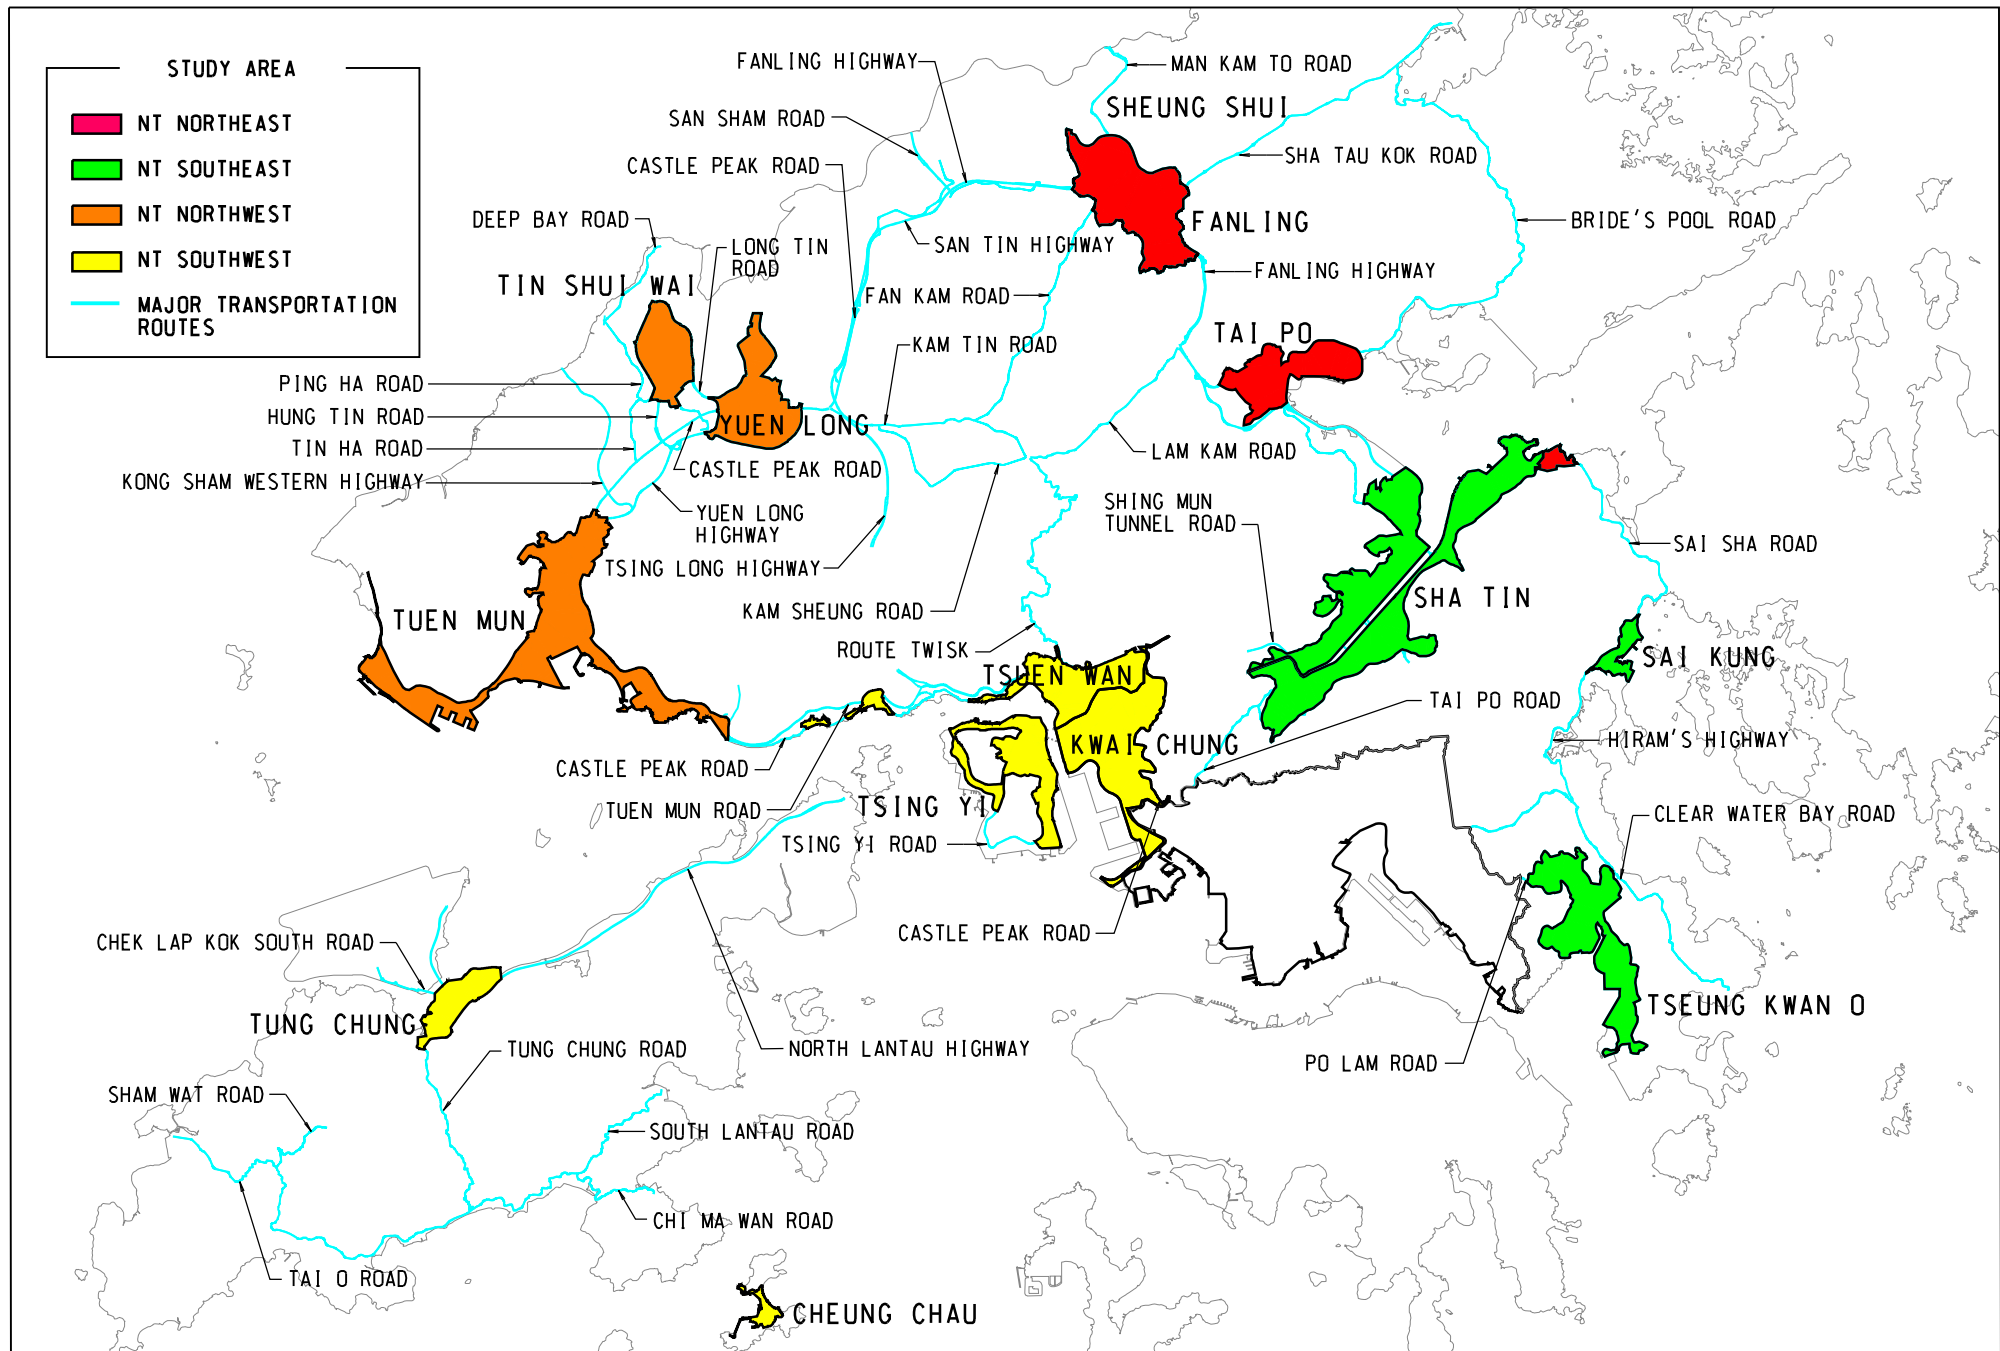 STUDY AREA
NT NORTHEAST
NT SOUTHEAST
NT NORTHWEST
NT SOUTHWEST
MAJOR TRANSPORTATION
ROUTES
FANLING HIGHWAY
MAN KAM TO ROAD
SHEUNG SHUI
SAN SHAM ROAD
CASTLE PEAK ROAD
SHA TAU KOK ROAD
DEEP BAY ROAD
LONG TIN
ROAD
SAN TIN HIGHWAY
FANLING
BRIDE'S POOL ROAD
TIN SHUI WAI
FAN KAM ROAD
FANLING HIGHWAY
TAI PO
KAM TIN ROAD
PING HA ROAD
HUNG TIN ROAD
YUEN LONG
TIN HA ROAD
CASTLE PEAK ROAD
LAM KAM ROAD
KONG SHAM WESTERN HIGHWAY
YUEN LONG
HIGHWAY
SHING MUN
TUNNEL ROAD
SAI SHA ROAD
TSING LONG HIGHWAY
SHA TIN
KAM SHEUNG ROAD
TUEN MUN
ROUTE TWISK
TSUEN WAN
SAI KUNG
TAI PO ROAD
KWAI CHUNG
HIRAM'S HIGHWAY
CASTLE PEAK ROAD
TUEN MUN ROAD
TSING YI
TSING YI ROAD
CLEAR WATER BAY ROAD
CASTLE PEAK ROAD
CHEK LAP KOK SOUTH ROAD
TUNG CHUNG
TSEUNG KWAN O
TUNG CHUNG ROAD
NORTH LANTAU HIGHWAY
PO LAM ROAD
SHAM WAT ROAD
SOUTH LANTAU ROAD
CHI MA WAN ROAD
TAI O ROAD
CHEUNG CHAU